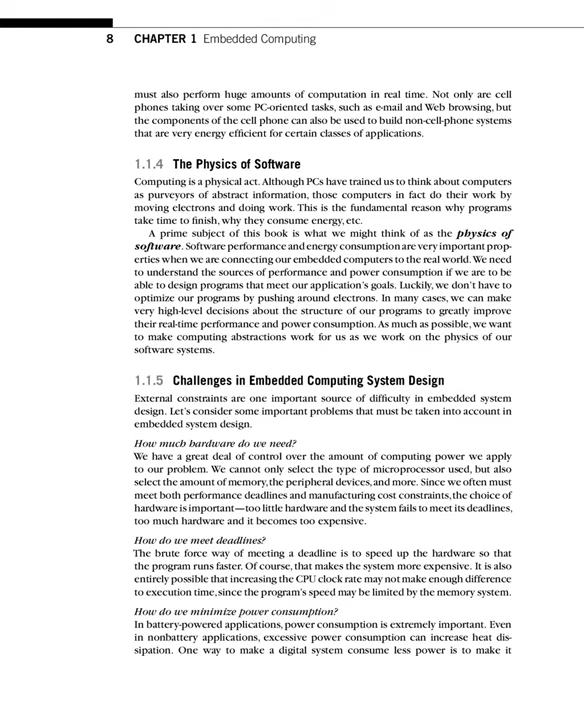 8 CHAPTER 1 Embedded Computing
must also perform huge amounts of computation in real time. Not only are cell
phones taking over some PC-oriented tasks, such as e-mail and Web browsing, but
the components of the cell phone can also be used to build non-cell-phone systems
that are very energy efficient for certain classes of applications.
1.1.4 The Physics of Software
Computing is a physical act. Although PCs have trained us to think about computers
as purveyors of abstract information, those computers in fact do their work by
moving electrons and doing work. This is the fundamental reason why programs
take time to finish, why they consume energy, etc.
A prime subject of this book is what we might think of as the physics of
software. Software performance and energy consumption are very important prop-
erties when we are connecting our embedded computers to the real world. We need
to understand the sources of performance and power consumption if we are to be
able to design programs that meet our application's goals. Luckily, we don't have to
optimize our programs by pushing around electrons. In many cases, we can make
very high-level decisions about the structure of our programs to greatly improve
their real-time performance and power consumption. As much as possible, we want
to make computing abstractions work for us as we work on the physics of our
software systems.
1.1.5 Challenges in Embedded Computing System Design
External constraints are one important source of difficulty in embedded system
design. Let's consider some important problems that must be taken into account in
embedded system design.
How much hardware do we need?
We have a great deal of control over the amount of computing power we apply
to our problem. We cannot only select the type of microprocessor used, but also
select the amount of memory, the peripheral devices, and more. Since we often must
meet both performance deadlines and manufacturing cost constraints, the choice of
hardware is important—too little hardware and the system fails to meet its deadlines,
too much hardware and it becomes too expensive.
How do we meet deadlines?
The brute force way of meeting a deadline is to speed up the hardware so that
the program runs faster. Of course, that makes the system more expensive. It is also
entirely possible that increasing the CPU clock rate may not make enough difference
to execution time, since the program's speed may be limited by the memory system.
How do we minimize power consumption?
In battery-powered applications, power consumption is extremely important. Even
in nonbattery applications, excessive power consumption can increase heat dis-
sipation. One way to make a digital system consume less power is to make it